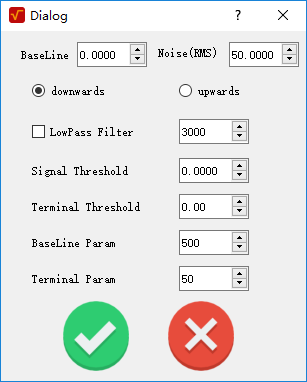 Dialog
BaseLine 0.0000 Noise(RMS) 50.0000
downwards upwards
LowPass Filter 3000
Signal Threshold 0.0000
Terminal Threshold 0.00
BaseLine Param 500
Terminal Param 50